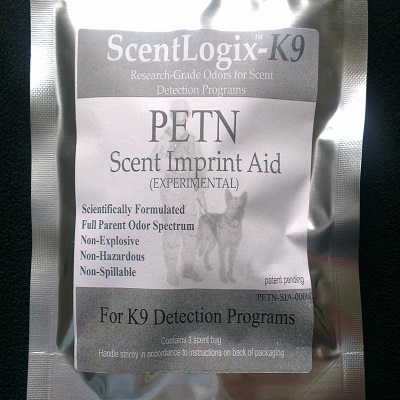 ScentLogix™-K9
Research-Grade Odors for Scent
Detection Programs
PETN
Scent Imprint Aid
(EXPERIMENTAL)
Scientifically Formulated
Full Parent Odor Spectrum
Non-Explosive
Non-Hazardous
Non-Spillable
patent pending
For K9 Detection Programs
Contains 1 scent bag
Handle strictly in accordance to instructions on back of packaging